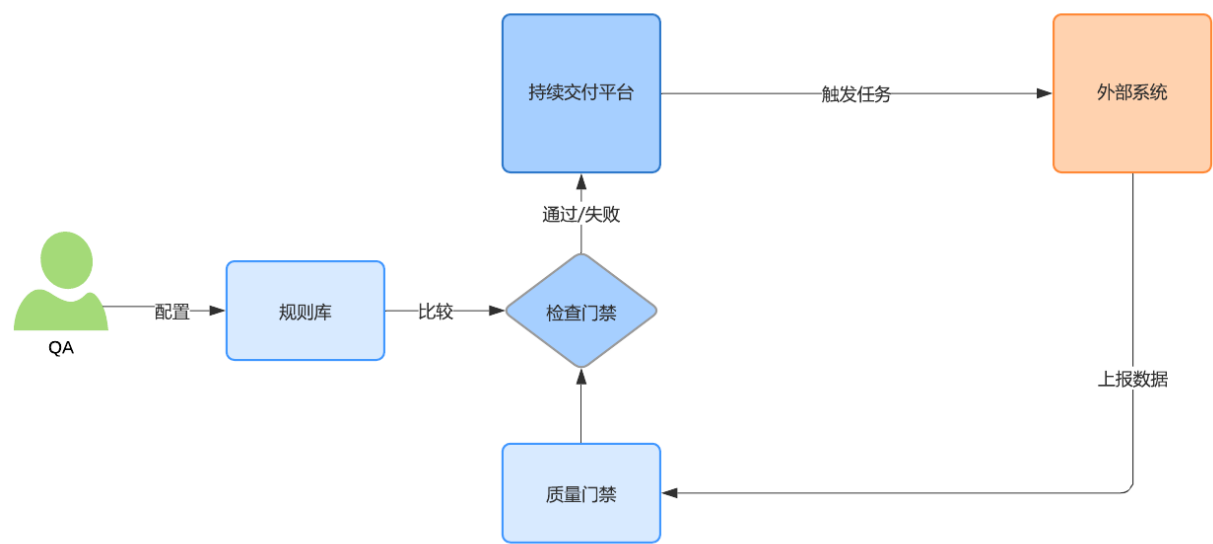 持续交付平台
触发任务
外部系统
通过/失败
配置
规则库
比较
检查门禁
QA
上报数据
质量门禁